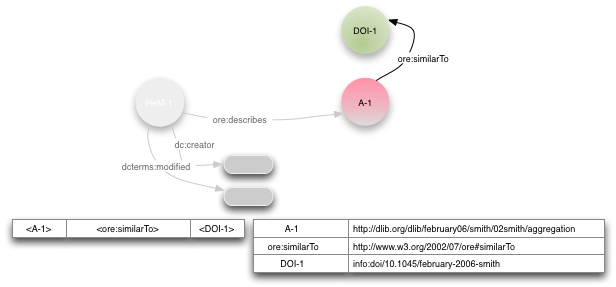 DOI-1
ore:similarTo
ReM-1
A-1
ore:describes
dc:creator
dcterms:modified
<A-1> <ore:similarTo> <DOI-1>
A-1 http://dlib.org/dlib/february06/smith/02smith/aggregation
ore:similarTo http://www.w3.org/2002/07/ore#similarTo
DOI-1 info:doi/10.1045/february-2006-smith